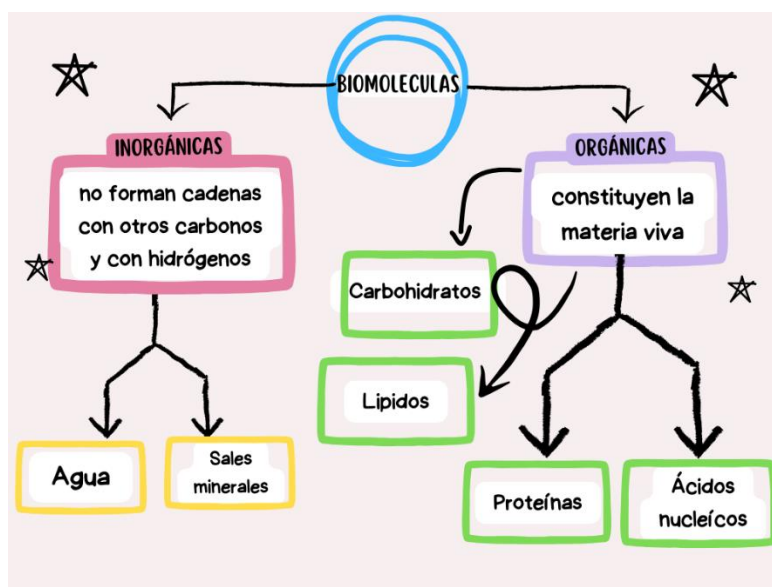 BIOMOLECULAS
INORGÁNICAS
no forman cadenas
con otros carbonos
y con hidrógenos
Agua
Sales
minerales
ORGÁNICAS
constituyen la
materia viva
Carbohidratos
Lipidos
Proteínas
Ácidos
nucleícos